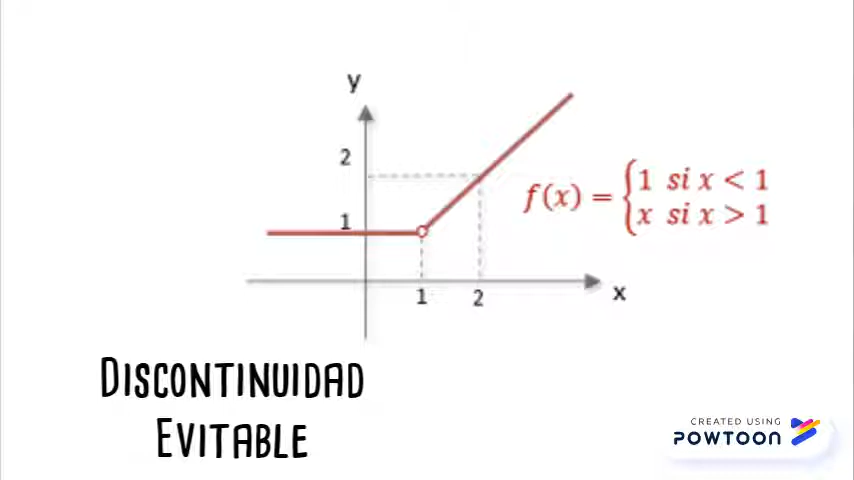 y
2
1
1
2
x
f(x) = {1 si x < 1
x si x > 1
DISCONTINUIDAD
EVITABLE
CREATED USING
POWTOON